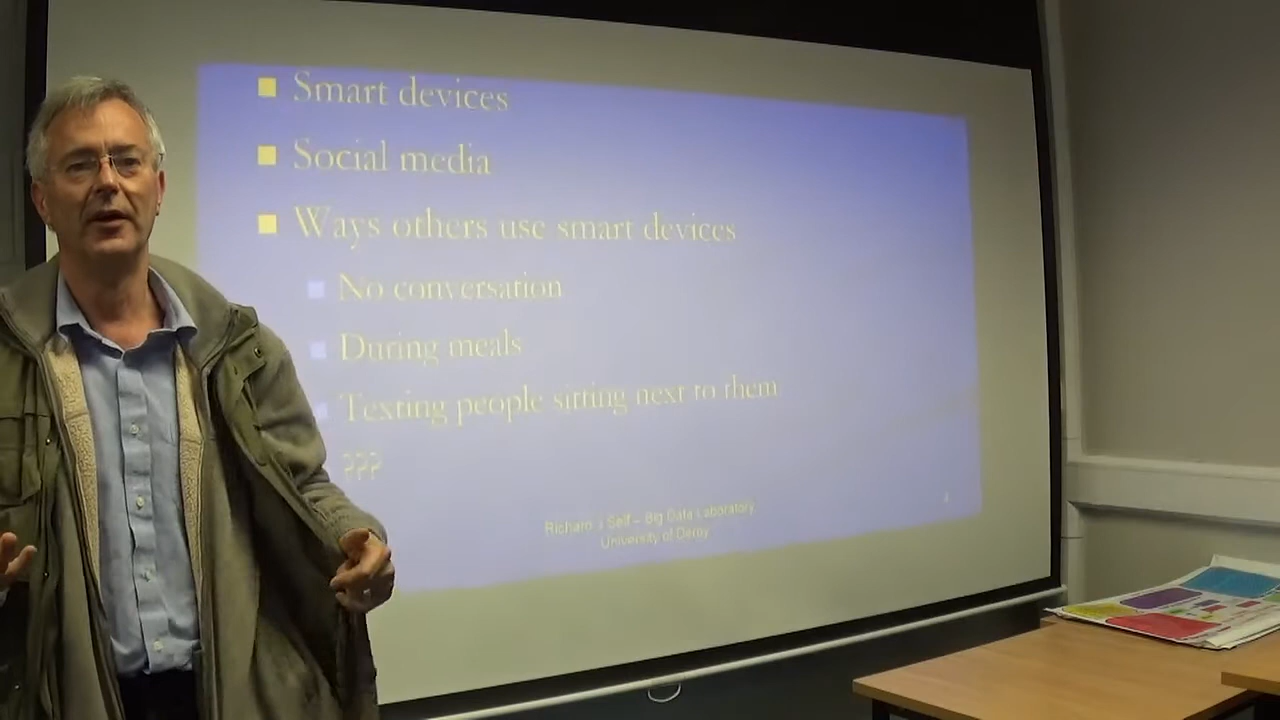 Smart devices
Social media
Ways others use smart devices
No conversation
During meals
Texting people sitting next to them
???
Richard J Self – Big Data Laboratory
University of Derby
4